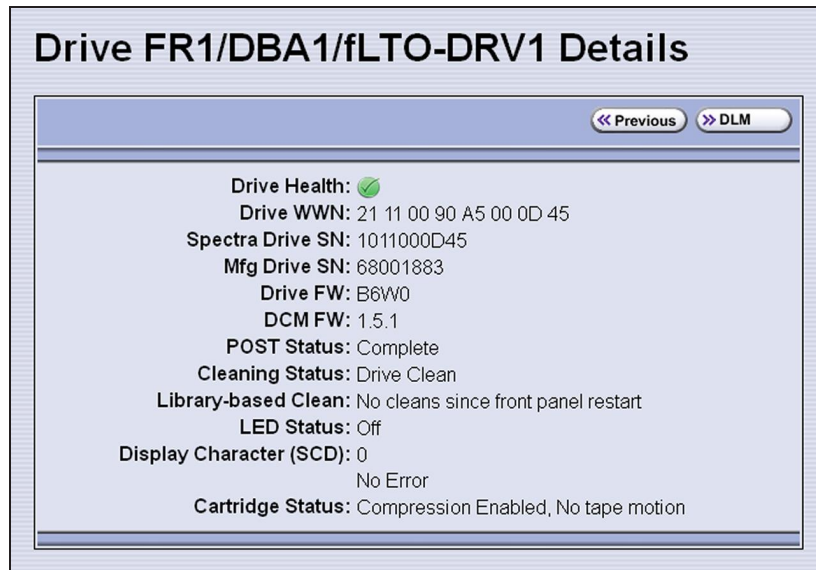 Drive FR1/DBA1/fLTO-DRV1 Details
Previous DLM
Drive Health:
Drive WWN: 21 11 00 90 A5 00 0D 45
Spectra Drive SN: 1011000D45
Mfg Drive SN: 68001883
Drive FW: B6W0
DCM FW: 1.5.1
POST Status: Complete
Cleaning Status: Drive Clean
Library-based Clean: No cleans since front panel restart
LED Status: Off
Display Character (SCD): 0
No Error
Cartridge Status: Compression Enabled, No tape motion